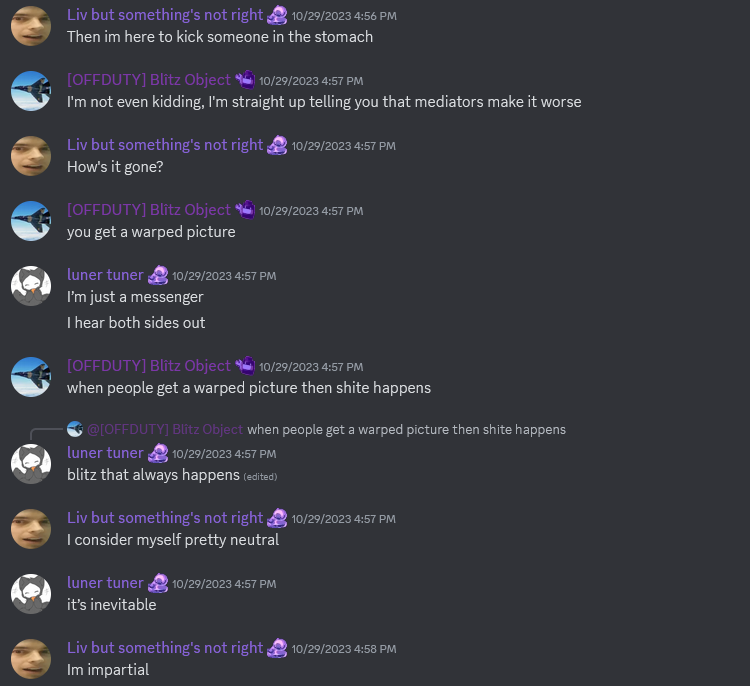 Liv but something's not right 10/29/2023 4:56 PM
Then im here to kick someone in the stomach
[OFFDUTY] Blitz Object 10/29/2023 4:57 PM
I'm not even kidding, I'm straight up telling you that mediators make it worse
Liv but something's not right 10/29/2023 4:57 PM
How's it gone?
[OFFDUTY] Blitz Object 10/29/2023 4:57 PM
you get a warped picture
luner tuner 10/29/2023 4:57 PM
I'm just a messenger
I hear both sides out
[OFFDUTY] Blitz Object 10/29/2023 4:57 PM
when people get a warped picture then shite happens
@[OFFDUTY] Blitz Object when people get a warped picture then shite happens
luner tuner 10/29/2023 4:57 PM
blitz that always happens (edited)
Liv but something's not right 10/29/2023 4:57 PM
I consider myself pretty neutral
luner tuner 10/29/2023 4:57 PM
it's inevitable
Liv but something's not right 10/29/2023 4:58 PM
Im impartial